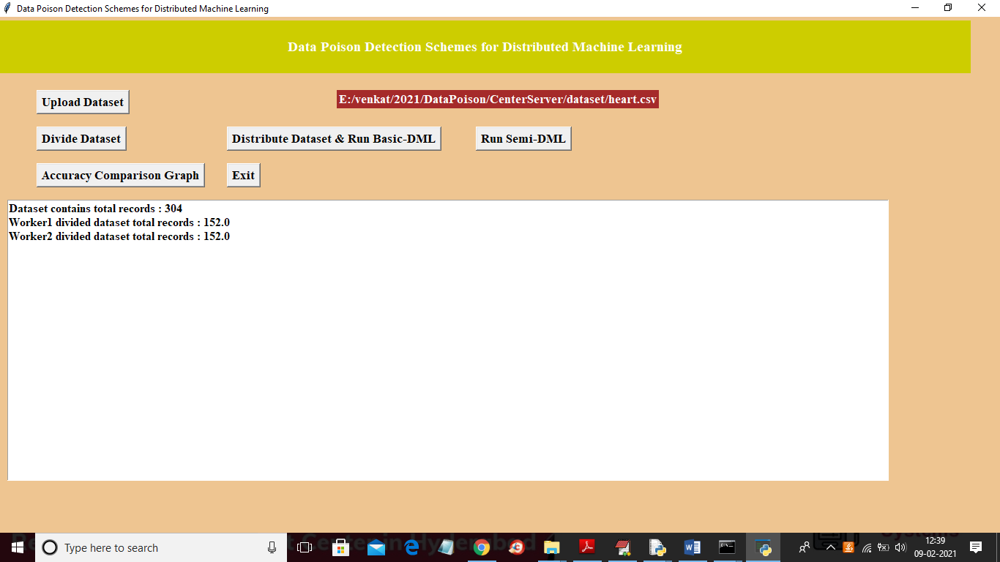 Data Poison Detection Schemes for Distributed Machine Learning
Data Poison Detection Schemes for Distributed Machine Learning
Upload Dataset
E:/venkat/2021/DataPoison/CenterServer/dataset/heart.csv
Divide Dataset
Distribute Dataset & Run Basic-DML
Run Semi-DML
Accuracy Comparison Graph
Exit
Dataset contains total records : 304
Worker1 divided dataset total records : 152.0
Worker2 divided dataset total records : 152.0
Type here to search
12:39
09-02-2021